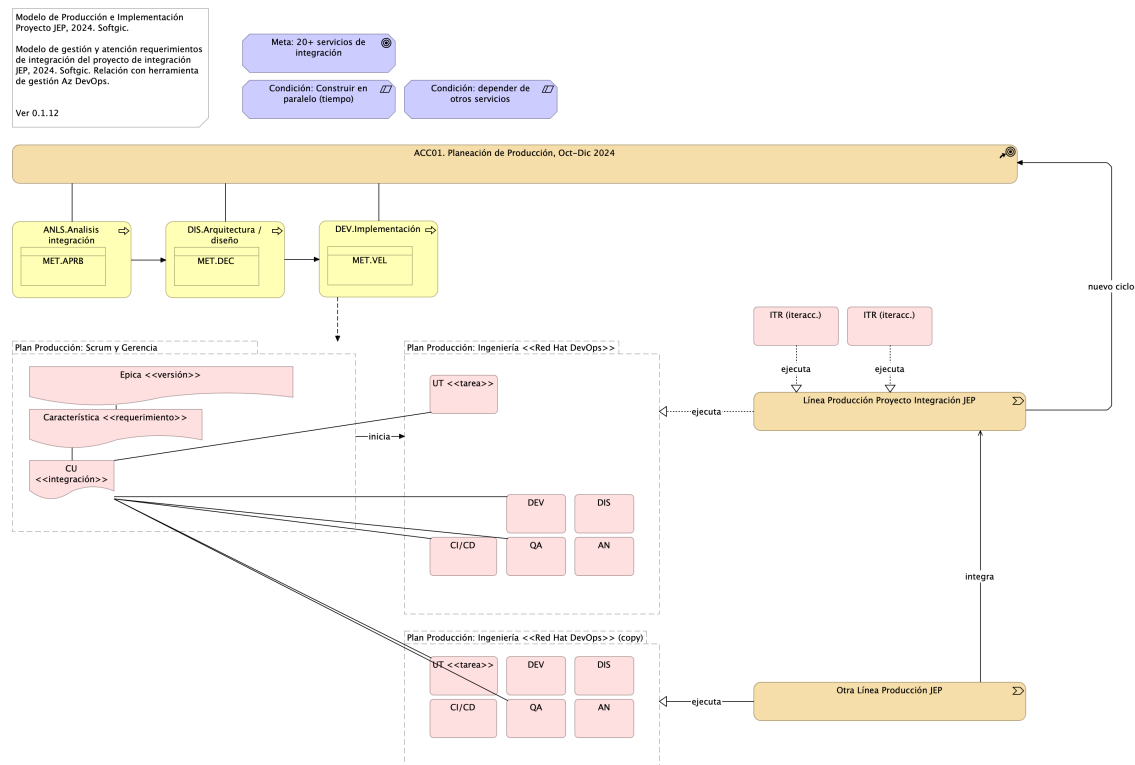 Modelo de Producción e Implementación
Proyecto JEP, 2024. Softgic.
Modelo de gestión y atención requerimientos
de integración del proyecto de integración
JEP, 2024. Softgic. Relación con herramienta
de gestión Az DevOps.
Ver 0.1.12
Meta: 20+ servicios de
integración
Condición: Construir en
paralelo (tiempo)
Condición: depender de
otros servicios
ACC01. Planeación de Producción, Oct-Dic 2024
ANLS.Analisis
integración
MET.APRB
DIS.Arquitectura /
diseño
MET.DEC
DEV.Implementación
MET.VEL
nuevo ciclo
ITR (iteracc.)
ITR (iteracc.)
ejecuta
ejecuta
Línea Producción Proyecto Integración JEP
Plan Producción: Scrum y Gerencia
Epica <<versión>>
Característica <<requerimiento>>
CU
<<integración>>
inicia
Plan Producción: Ingeniería <<Red Hat DevOps>>
UT <<tarea>>
ejecuta
DEV
DIS
CI/CD
QA
AN
integra
Plan Producción: Ingeniería <<Red Hat DevOps>> (copy)
UT <<tarea>>
DEV
DIS
CI/CD
QA
AN
ejecuta
Otra Línea Producción JEP